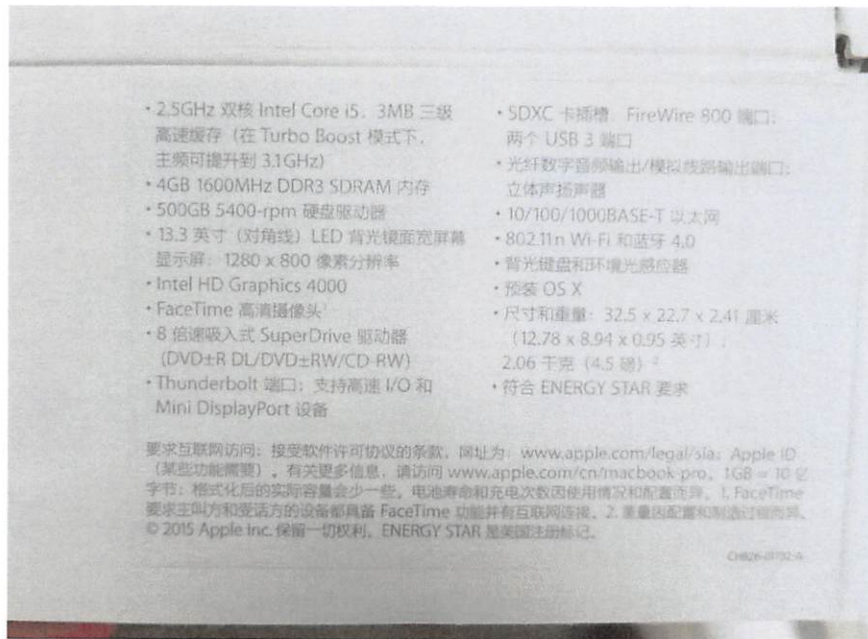 • 2.5GHz 双核 Intel Core i5，3MB 三级
高速缓存（在 Turbo Boost 模式下，
主频可提升到 3.1GHz）
• 4GB 1600MHz DDR3 SDRAM 内存
• 500GB 5400-rpm 硬盘驱动器
• 13.3 英寸（对角线）LED 背光镜面宽屏幕
显示屏；1280 x 800 像素分辨率
• Intel HD Graphics 4000
• FaceTime 高清摄像头¹
• 8 倍速吸入式 SuperDrive 驱动器
（DVD±R DL/DVD±RW/CD-RW）
• Thunderbolt 端口：支持高速 I/O 和
Mini DisplayPort 设备
• SDXC 卡插槽，FireWire 800 端口；
两个 USB 3 端口
• 光纤数字音频输出/模拟线路输出端口；
立体声扬声器
• 10/100/1000BASE-T 以太网
• 802.11n Wi-Fi 和蓝牙 4.0
• 背光键盘和环境光感应器
• 预装 OS X
• 尺寸和重量：32.5 x 22.7 x 2.41 厘米
（12.78 x 8.94 x 0.95 英寸）；
2.06 千克（4.5 磅）²
• 符合 ENERGY STAR 要求
要求互联网访问；接受软件许可协议的条款，网址为：www.apple.com/legal/sla；Apple ID
（某些功能需要）。有关更多信息，请访问 www.apple.com/cn/macbook-pro。1GB = 10 亿
字节；格式化后的实际容量会少一些。电池寿命和充电次数因使用情况和配置而异。1. FaceTime
要求主叫方和受话方的设备都具备 FaceTime 功能并有互联网连接。2. 重量因配置和制造过程而异。
© 2015 Apple Inc. 保留一切权利。ENERGY STAR 是美国注册标记。